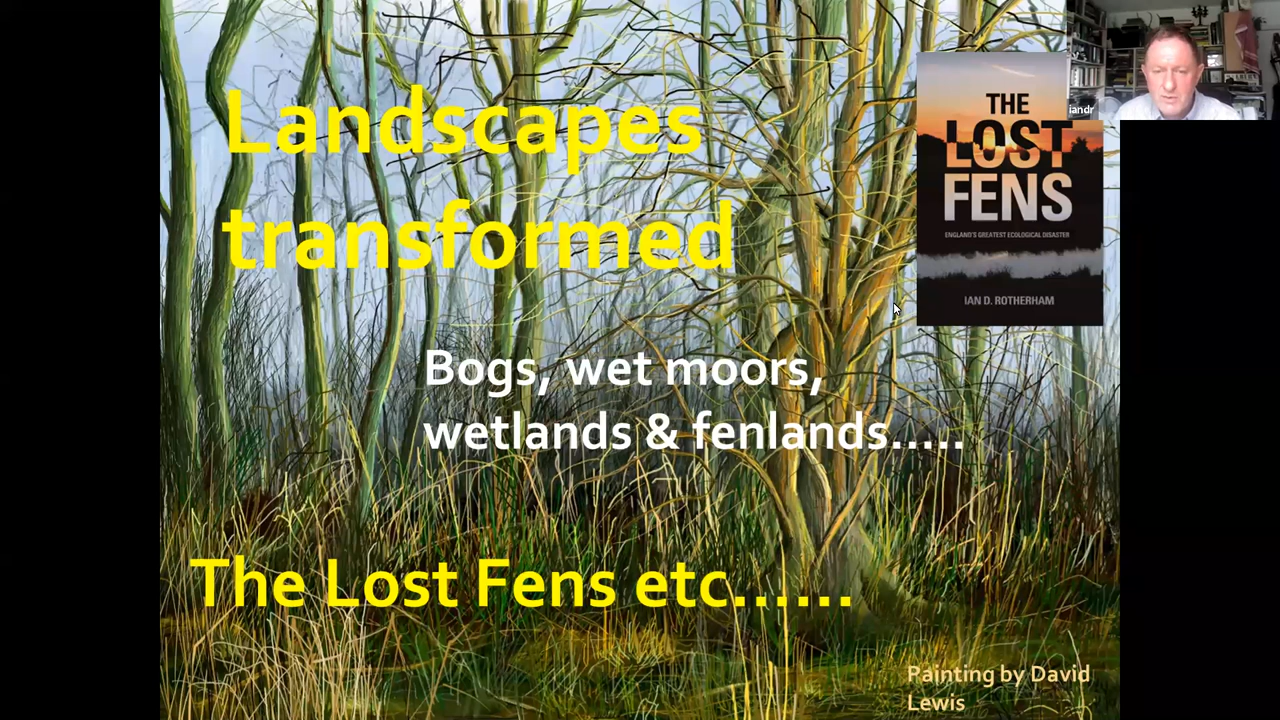 Landscapes
transformed
Bogs, wet moors,
wetlands & fenlands.....
The Lost Fens etc......
Painting by David
Lewis
THE
LOST
FENS
ENGLAND'S GREATEST ECOLOGICAL DISASTER
IAN D. ROTHERHAM
iandr